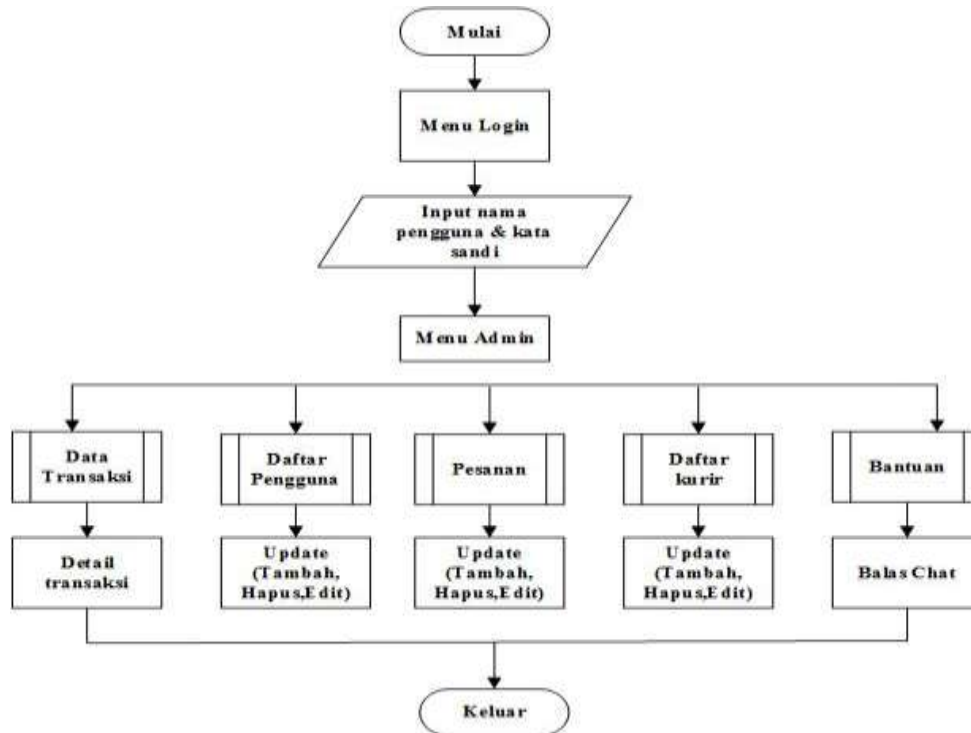 Mulai
Menu Login
Input nama
pengguna & kata
sandi
Menu Admin
Data
Transaksi
Daftar
Pengguna
Pesanan
Daftar
kurir
Bantuan
Detail
transaksi
Update
(Tambah,
Hapus,Edit)
Update
(Tambah,
Hapus,Edit)
Update
(Tambah,
Hapus,Edit)
Balas Chat
Keluar